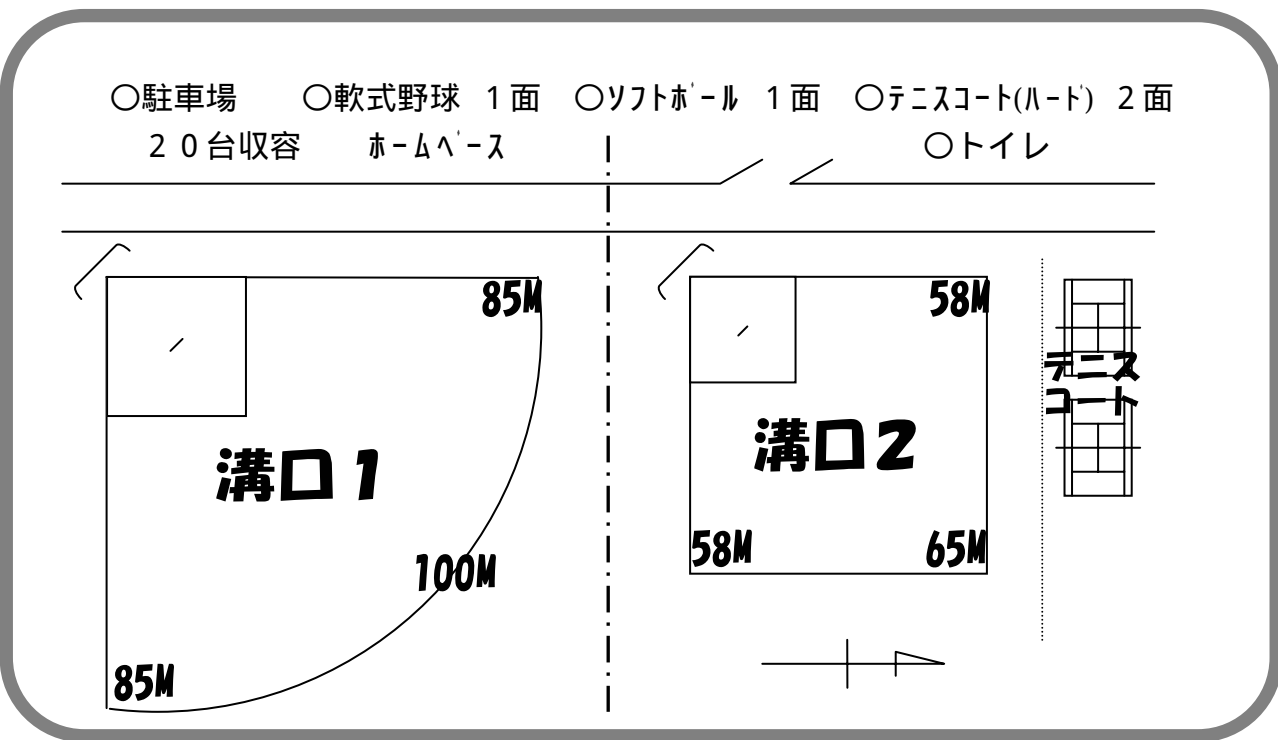 ○駐車場 ○軟式野球 １面 ○ソフトボール １面 ○テニスコート(ハード) ２面
２０台収容 ホームベース ○トイレ
85M
58M
テニス
コート
溝口１
溝口２
58M
65M
100M
85M